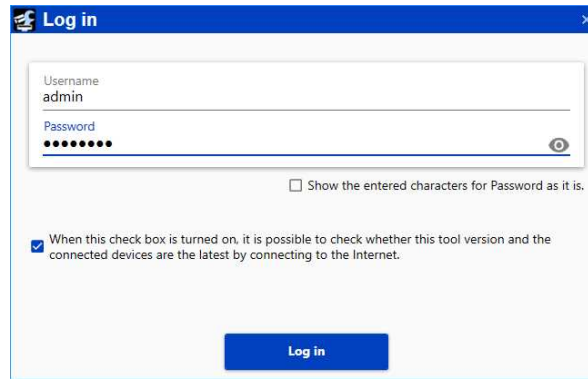 Log in
Username
admin
Password
••••••••
Show the entered characters for Password as it is.
When this check box is turned on, it is possible to check whether this tool version and the
connected devices are the latest by connecting to the Internet.
Log in